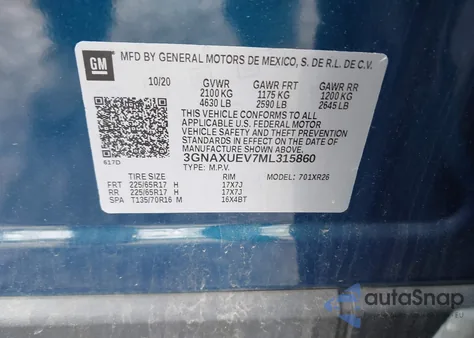 GM
MFD BY GENERAL MOTORS DE MEXICO, S. DE R.L. DE C.V.
10/20 GVWR GAWR FRT GAWR RR
2100 KG 1175 KG 1200 KG
4630 LB 2590 LB 2645 LB
THIS VEHICLE CONFORMS TO ALL APPLICABLE
U.S. FEDERAL MOTOR VEHICLE SAFETY, BUMPER, AND
THEFT PREVENTION
STANDARDS IN EFFECT ON THE DATE OF
MANUFACTURE SHOWN ABOVE.
3GNAXUEV7ML315860
617D
TYPE: M.P.V. MODEL: 701XR26
TIRE SIZE RIM
FRT 225/65R17 H 17X7J
RR 225/65R17 H 17X7J
SPA T135/70R16 M 16X4BT
autoSnap